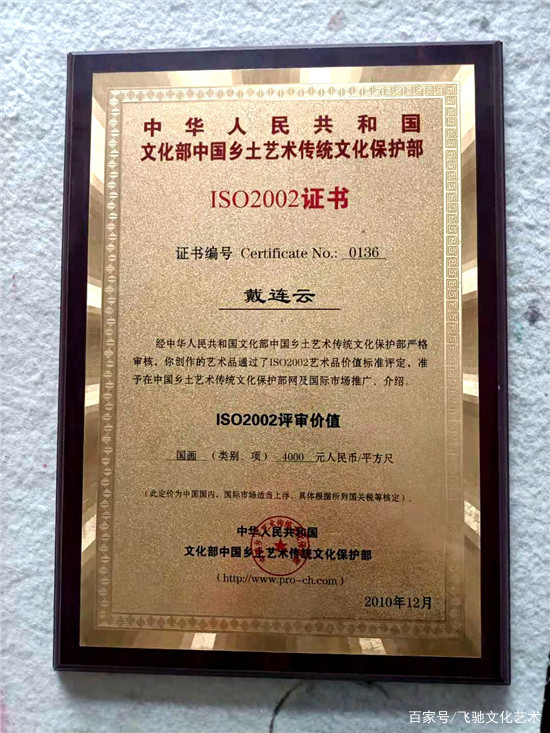 中华人民共和国
文化部中国乡土艺术传统文化保护部
ISO2002证书
证书编号 Certificate No.: 0136
戴连云
经中华人民共和国文化部中国乡土艺术传统文化保护部严格
审核，你创作的艺术品通过了ISO2002艺术品价值标准评定，准
予在中国乡土艺术传统文化保护部网及国际市场推广、介绍。
ISO2002评审价值
国画 （类别、项） 4000 元人民币/平方尺
（此定价为中国国内，国际市场适当上浮，具体根据所到国关税等核定）。
中华人民共和国
文化部中国乡土艺术传统文化保护部
（http://www.pro-ch.com）
2010年12月
百家号/飞驰文化艺术